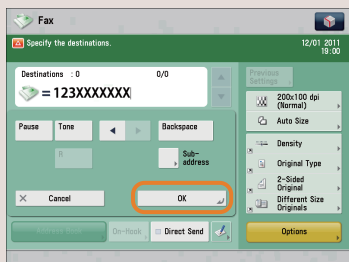 Fax
Specify the destinations.
12/01 2011
19:00
Destinations : 0 0/0
= 123XXXXXXX
Previous
Settings
200x100 dpi
(Normal)
Auto Size
Pause Tone Backspace
R
Sub-
address
Density
Original Type
2-Sided
Original
Different Size
Originals
Cancel OK
Address Book On-Hook Direct Send
Options